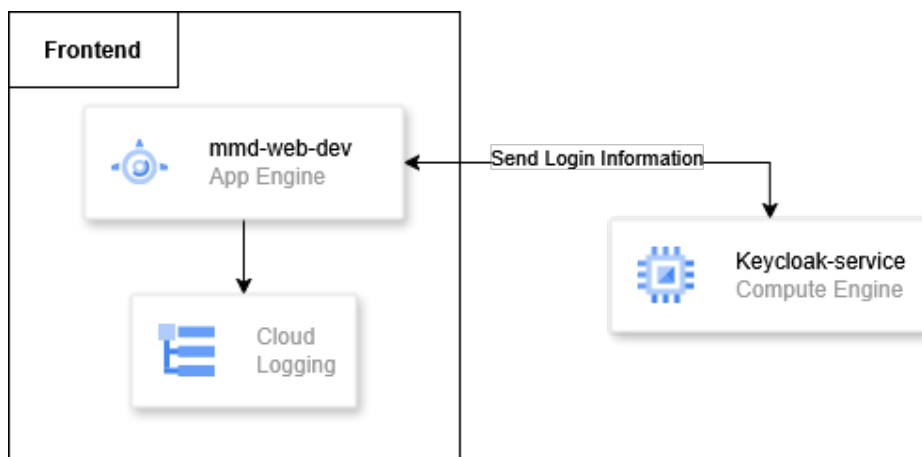 Frontend
mmd-web-dev
App Engine
Send Login Information
Keycloak-service
Compute Engine
Cloud
Logging